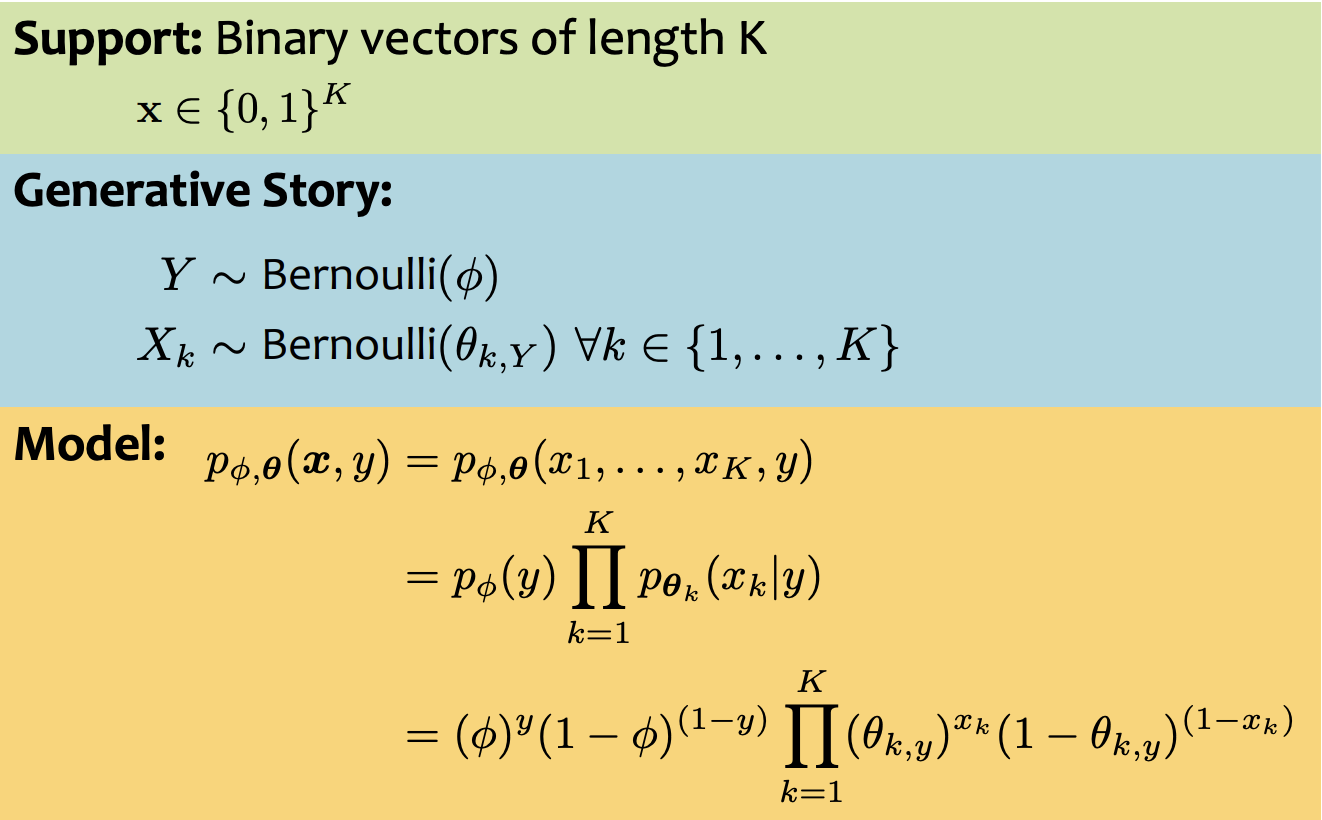 Support: Binary vectors of length K
𝐱 ∈ {0, 1}^K
Generative Story:
Y ∼ Bernoulli(ϕ)
X_k ∼ Bernoulli(θ_{k,Y}) ∀k ∈ {1, . . . , K}
Model: p_{ϕ,𝜽}(𝒙, y) = p_{ϕ,𝜽}(x_1, . . . , x_K, y)
= p_ϕ(y) ∏_{k=1}^{K} p_{𝜽_k}(x_k|y)
= (ϕ)^y(1 − ϕ)^{(1−y)} ∏_{k=1}^{K} (θ_{k,y})^{x_k}(1 − θ_{k,y})^{(1−x_k)}